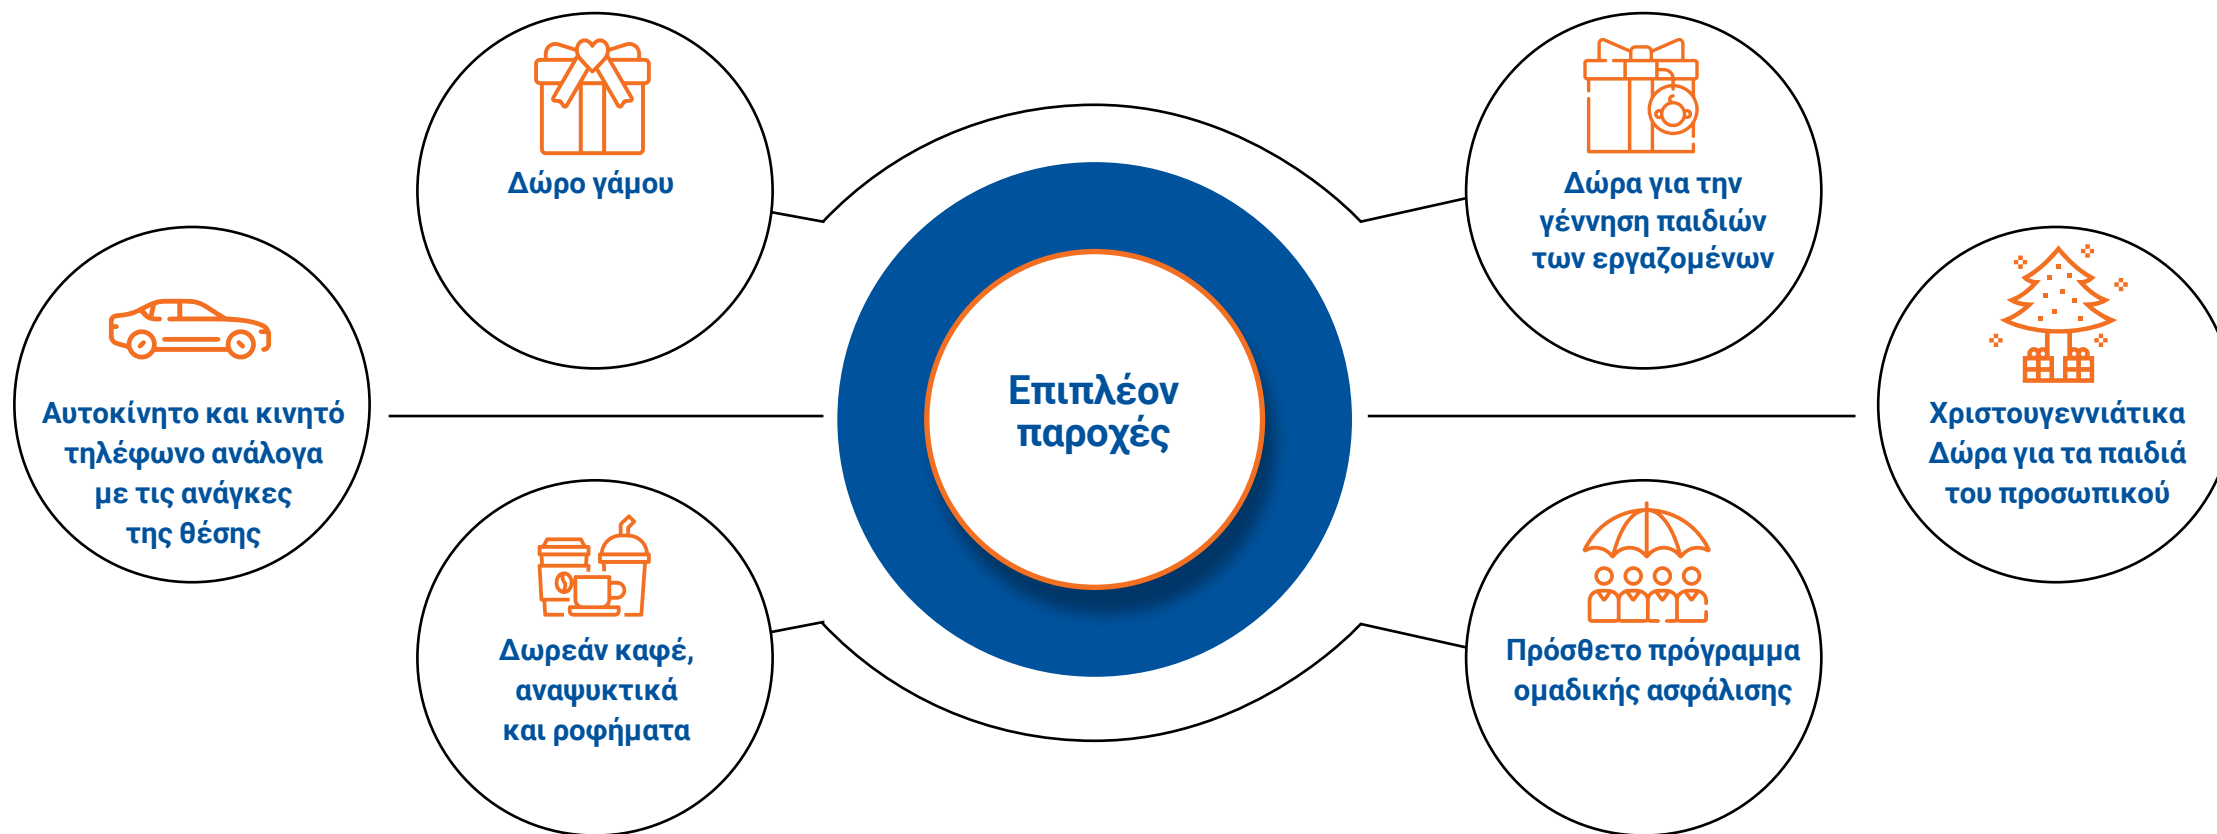 Δώρο γάμου
Δώρα για την
γέννηση παιδιών
των εργαζομένων
Αυτοκίνητο και κινητό
τηλέφωνο ανάλογα
με τις ανάγκες
της θέσης
Επιπλέον
παροχές
Χριστουγεννιάτικα
Δώρα για τα παιδιά
του προσωπικού
Δωρεάν καφέ,
αναψυκτικά
και ροφήματα
Πρόσθετο πρόγραμμα
ομαδικής ασφάλισης